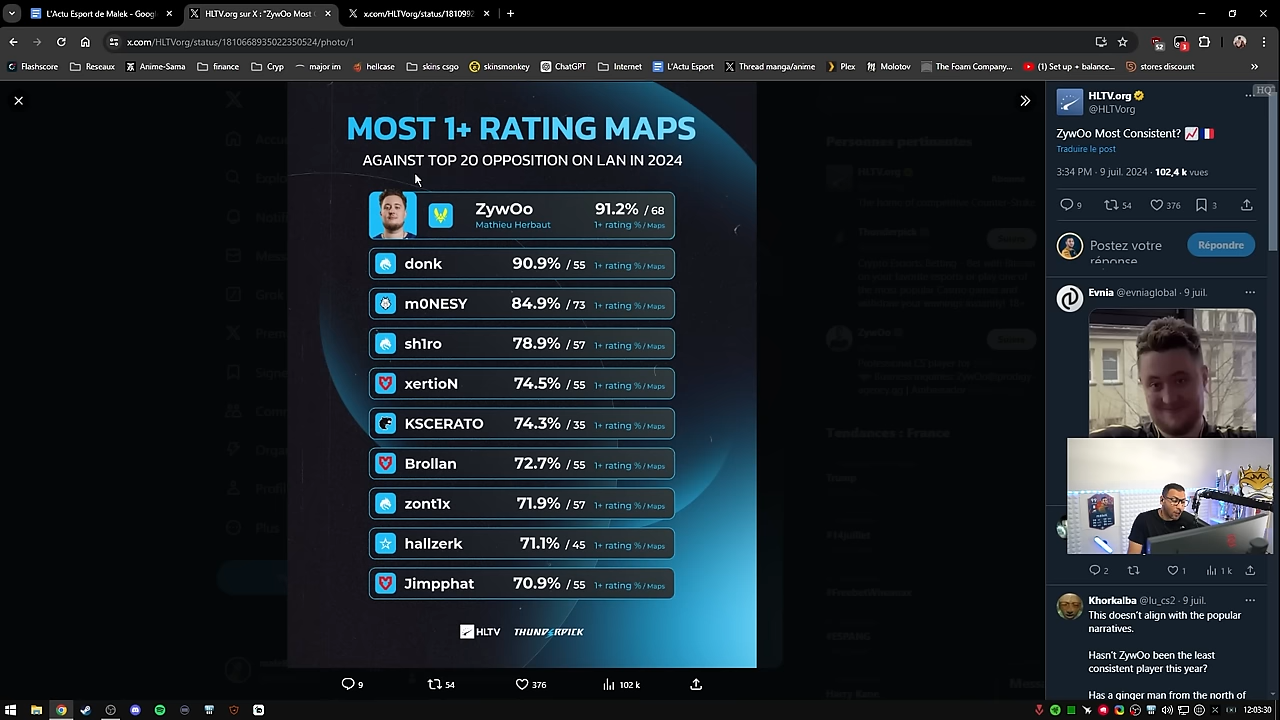 L'Actu Esport de Malek - Googl
HLTV.org sur X : "ZywOo Most C
x.com/HLTVorg/status/181099
x.com/HLTVorg/status/1810668935022350524/photo/1
Flashscore
Reseaux
Anime-Sama
finance
Cryp
major im
hellcase
skins csgo
skinsmonkey
ChatGPT
Internet
L'Actu Esport
Thread manga/anime
Plex
Molotov
The Foam Company...
(1) Set up + balance...
stores discount
MOST 1+ RATING MAPS
AGAINST TOP 20 OPPOSITION ON LAN IN 2024
ZywOo 91.2% / 68
Mathieu Herbaut 1+ rating % / Maps
donk 90.9% / 55 1+ rating % / Maps
m0NESY 84.9% / 73 1+ rating % / Maps
sh1ro 78.9% / 57 1+ rating % / Maps
xertioN 74.5% / 55 1+ rating % / Maps
KSCERATO 74.3% / 35 1+ rating % / Maps
Brollan 72.7% / 55 1+ rating % / Maps
zont1x 71.9% / 57 1+ rating % / Maps
hallzerk 71.1% / 45 1+ rating % / Maps
Jimpphat 70.9% / 55 1+ rating % / Maps
HLTV THUNDERPICK
9 54 376 102 k
Personnes pertinentes
HLTV.org
Tendances : France
Trump
HQ
HLTV.org
@HLTVorg
ZywOo Most Consistent?
Traduire le post
3:34 PM · 9 juil. 2024 · 102,4 k vues
9 54 376 3
Postez votre
réponse
Répondre
Evnia @evniaglobal · 9 juil.
2 1 1 k
Khorkalba @lu_cs2 · 9 juil.
This doesn't align with the popular
narratives.
Hasn't ZywOo been the least
consistent player this year?
Has a ginger man from the north of
12:03:30